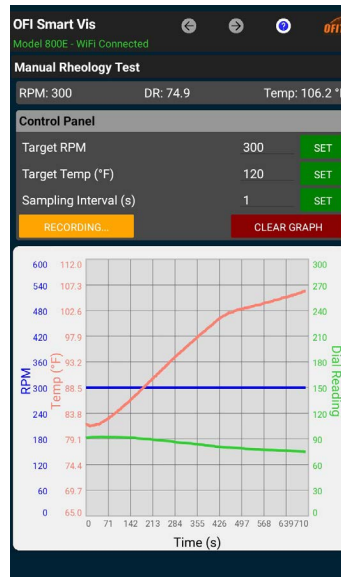 OFI Smart Vis
Model 800E - WiFi Connected
Manual Rheology Test
RPM: 300 DR: 74.9 Temp: 106.2 °
Control Panel
Target RPM 300 SET
Target Temp (°F) 120 SET
Sampling Interval (s) 1 SET
RECORDING... CLEAR GRAPH
600 112.0 300
540 107.3 270
480 102.6 240
420 97.9 210
360 93.2 180
300 88.5 150
240 83.8 120
180 79.1 90
120 74.4 60
60 69.7 30
0 65.0 0
RPM
Temp (°F)
Dial Reading
0 71 142 213 284 355 426 497 568 639 710
Time (s)